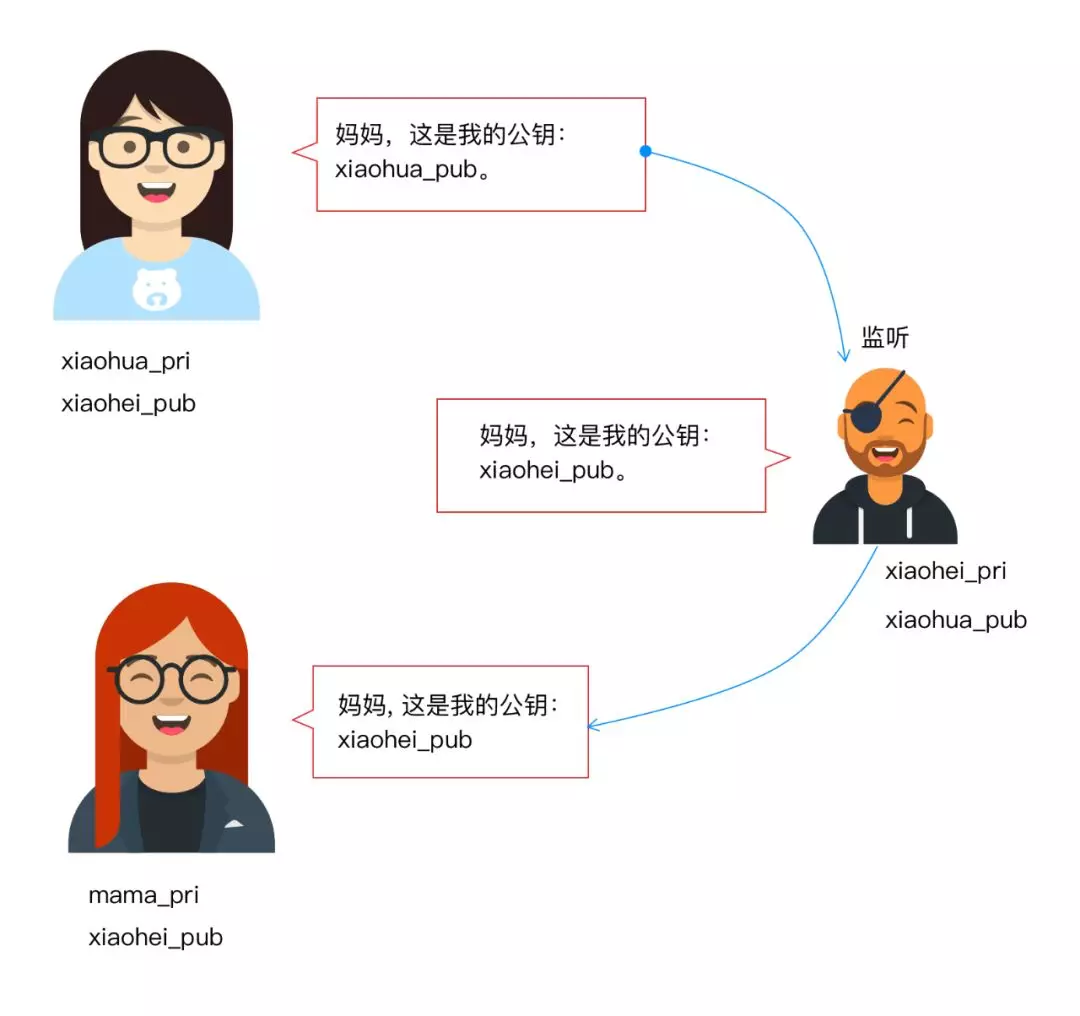 妈妈，这是我的公钥：
xiaohua_pub。
xiaohua_pri
xiaohei_pub
监听
妈妈，这是我的公钥：
xiaohei_pub。
xiaohei_pri
xiaohua_pub
妈妈, 这是我的公钥：
xiaohei_pub
mama_pri
xiaohei_pub